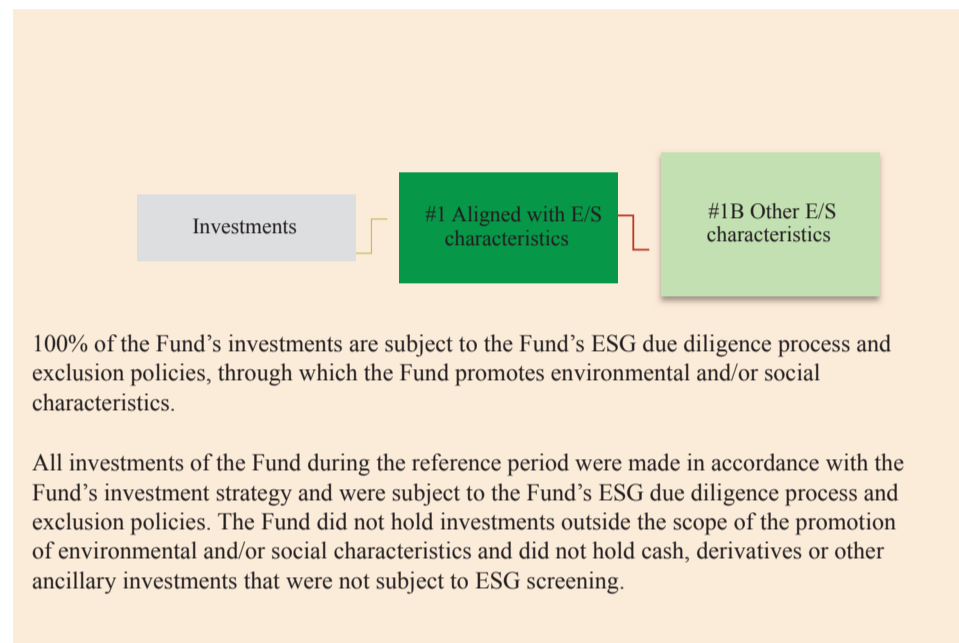 Investments
#1 Aligned with E/S
characteristics
#1B Other E/S
characteristics
100% of the Fund’s investments are subject to the Fund’s ESG due diligence process and
exclusion policies, through which the Fund promotes environmental and/or social
characteristics.
All investments of the Fund during the reference period were made in accordance with the
Fund’s investment strategy and were subject to the Fund’s ESG due diligence process and
exclusion policies. The Fund did not hold investments outside the scope of the promotion
of environmental and/or social characteristics and did not hold cash, derivatives or other
ancillary investments that were not subject to ESG screening.